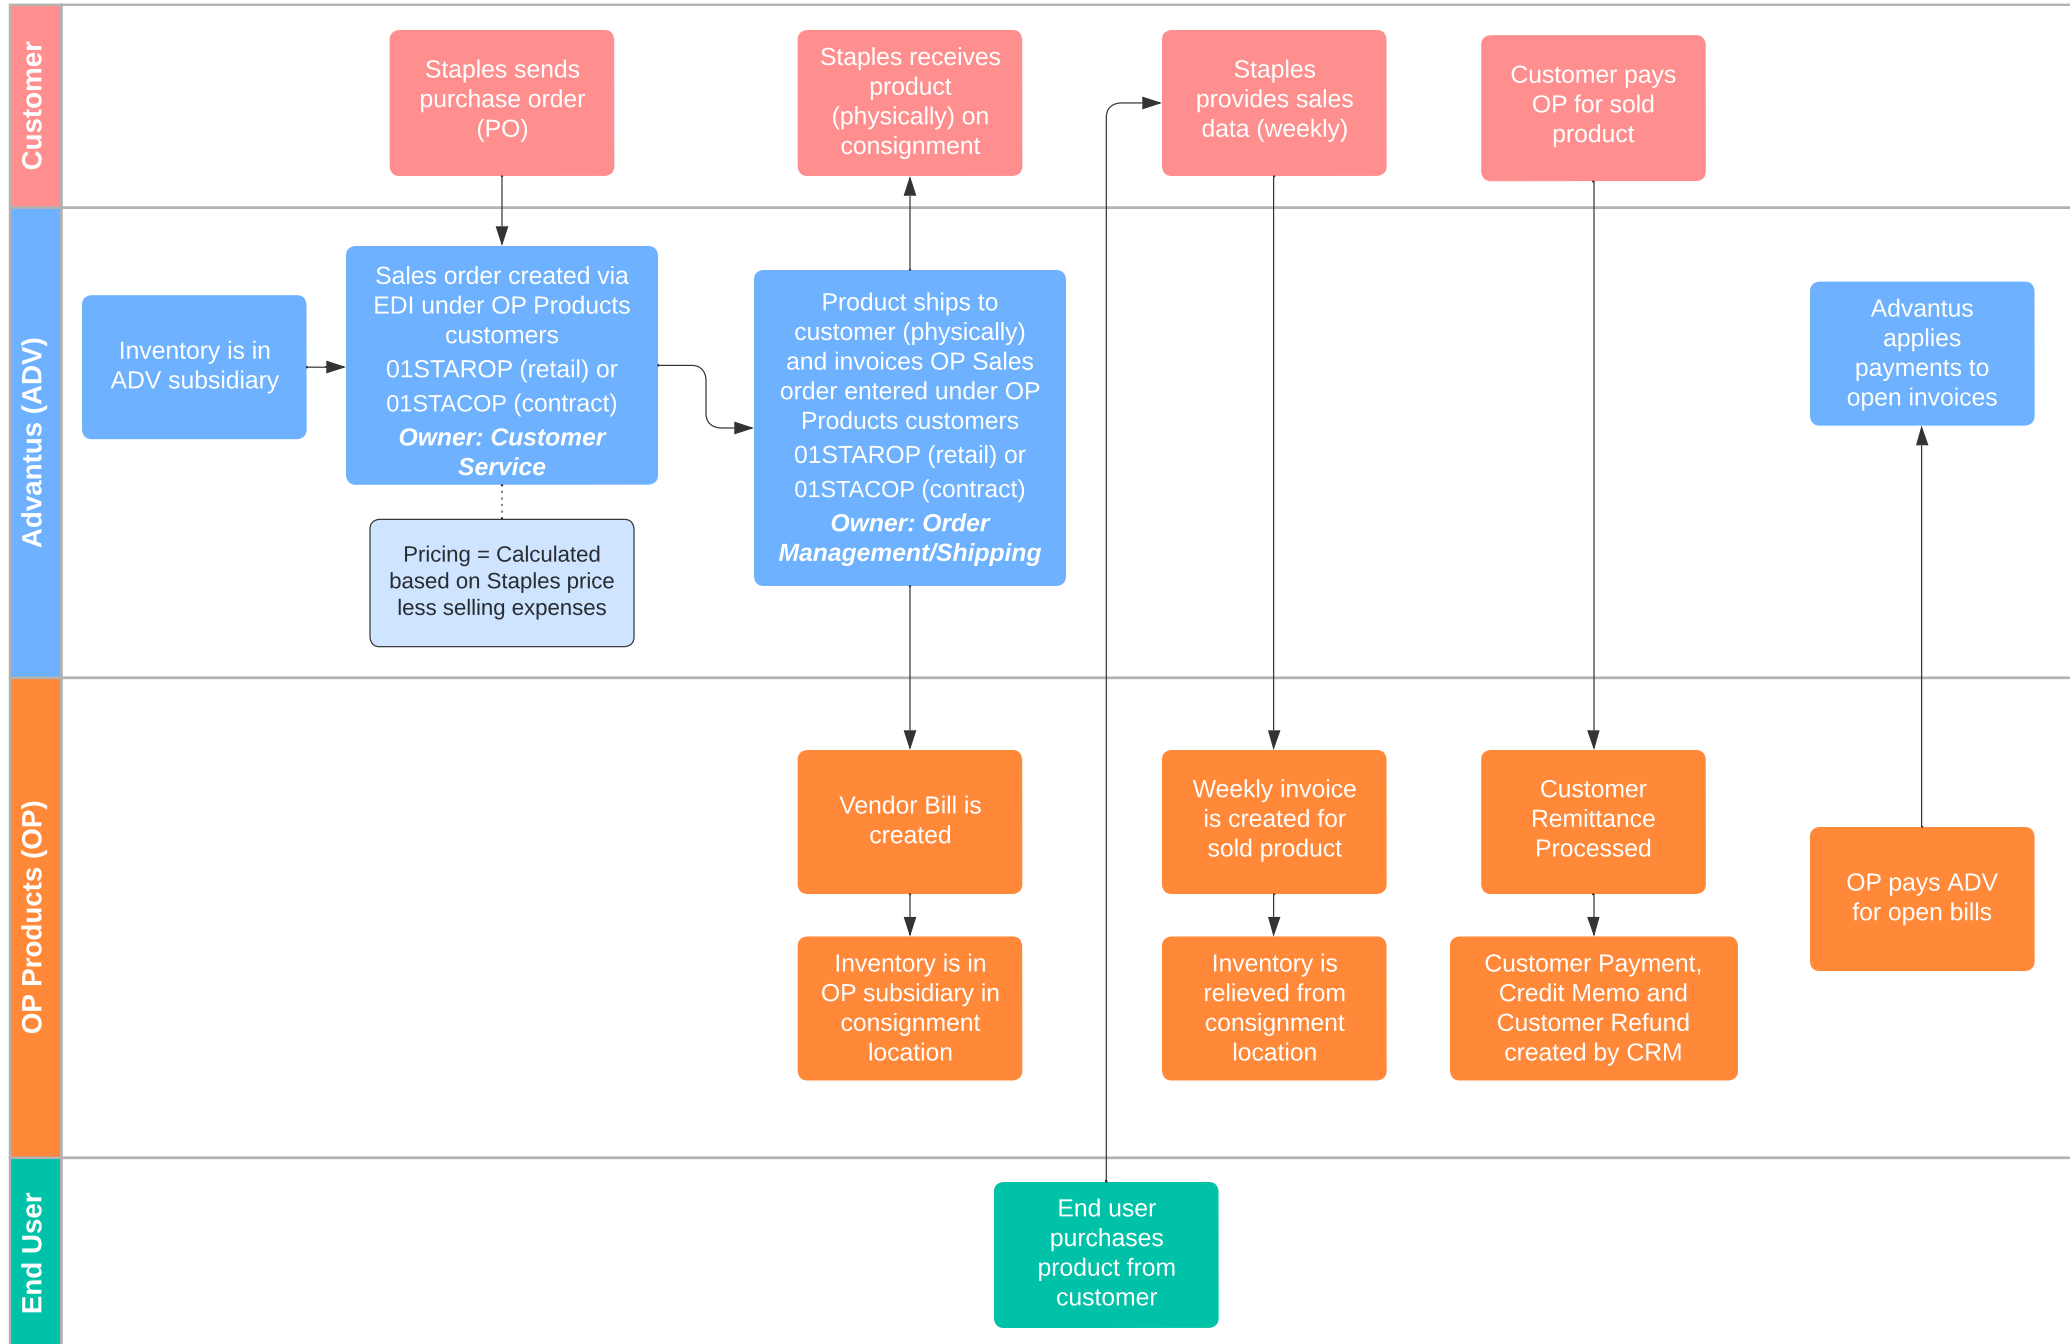 Customer
Staples sends
purchase order
(PO)
Staples receives
product
(physically) on
consignment
Staples
provides sales
data (weekly)
Customer pays
OP for sold
product
Advantus (ADV)
Inventory is in
ADV subsidiary
Sales order created via
EDI under OP Products
customers
01STAROP (retail) or
01STACOP (contract)
Owner: Customer
Service
Pricing = Calculated
based on Staples price
less selling expenses
Product ships to
customer (physically)
and invoices OP Sales
order entered under OP
Products customers
01STAROP (retail) or
01STACOP (contract)
Owner: Order
Management/Shipping
Advantus
applies
payments to
open invoices
OP Products (OP)
Vendor Bill is
created
Inventory is in
OP subsidiary in
consignment
location
Weekly invoice
is created for
sold product
Inventory is
relieved from
consignment
location
Customer
Remittance
Processed
Customer Payment,
Credit Memo and
Customer Refund
created by CRM
OP pays ADV
for open bills
End User
End user
purchases
product from
customer